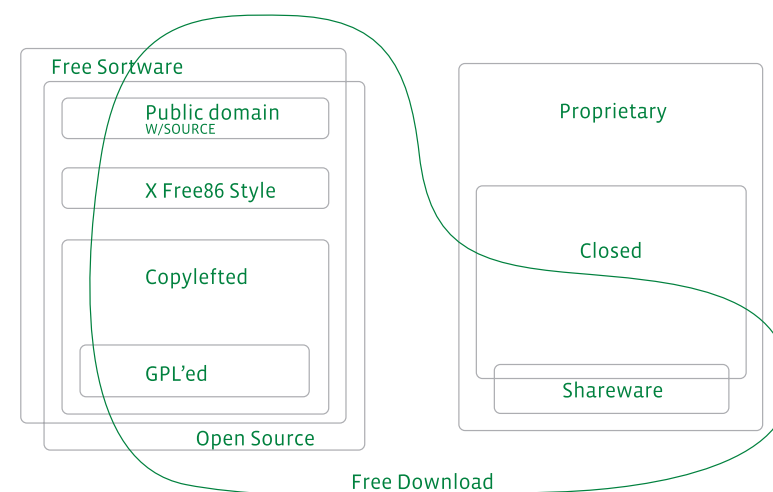 Free Sortware
Public domain
W/SOURCE
X Free86 Style
Copylefted
GPL’ed
Open Source
Proprietary
Closed
Shareware
Free Download